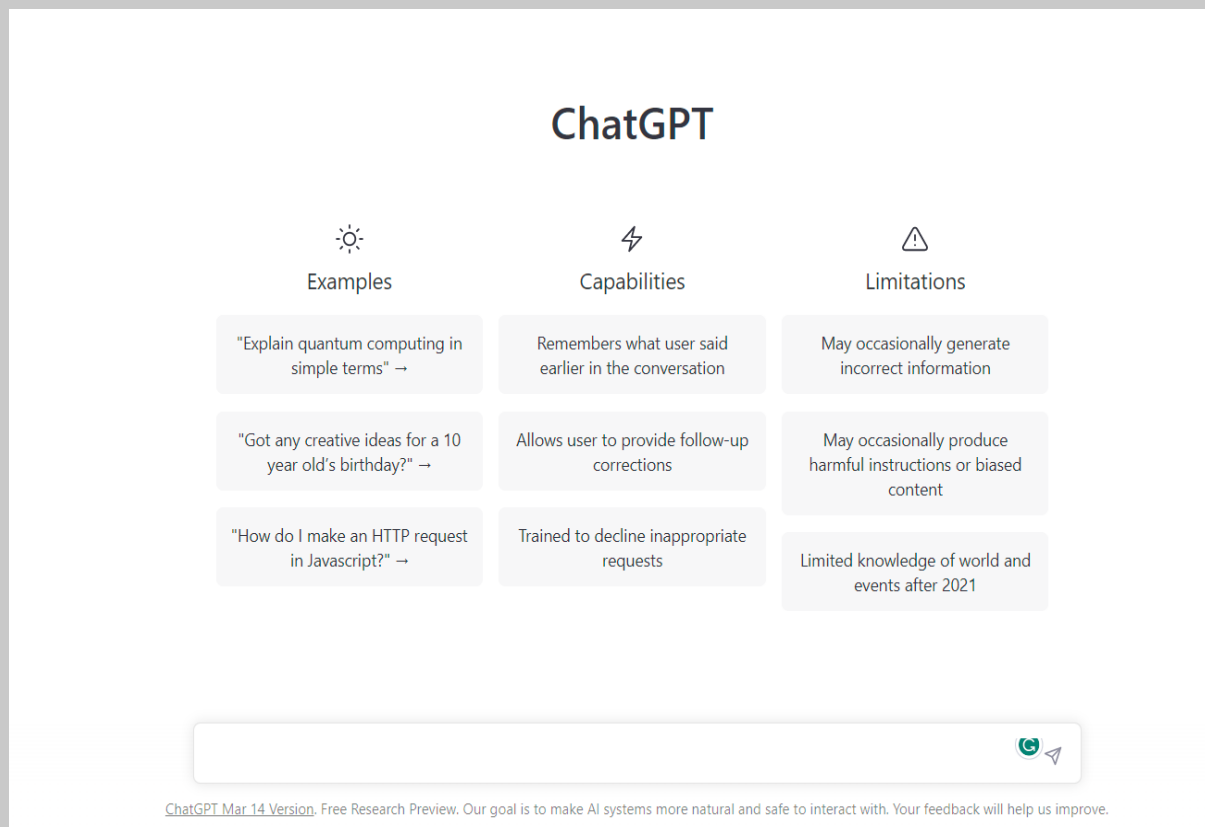 ChatGPT
Examples
"Explain quantum computing in
simple terms" →
"Got any creative ideas for a 10
year old's birthday?" →
"How do I make an HTTP request
in Javascript?" →
Capabilities
Remembers what user said
earlier in the conversation
Allows user to provide follow-up
corrections
Trained to decline inappropriate
requests
Limitations
May occasionally generate
incorrect information
May occasionally produce
harmful instructions or biased
content
Limited knowledge of world and
events after 2021
ChatGPT Mar 14 Version. Free Research Preview. Our goal is to make AI systems more natural and safe to interact with. Your feedback will help us improve.